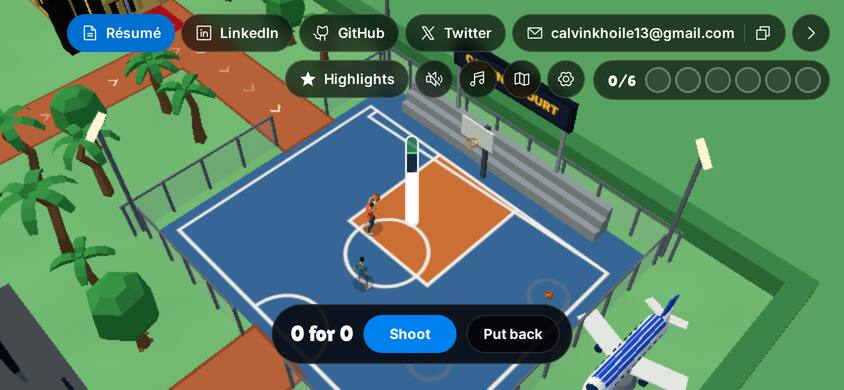 Résumé
LinkedIn
GitHub
Twitter
calvinkhoile13@gmail.com
Highlights
0/6
0 for 0
Shoot
Put back